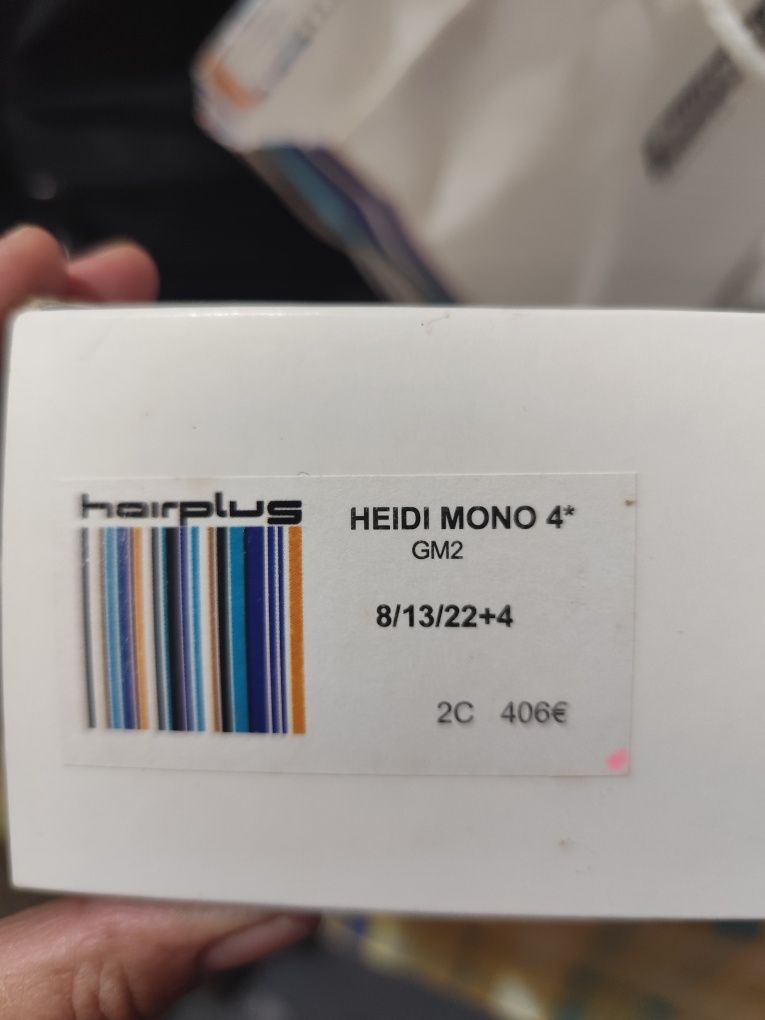 hairplus
HEIDI MONO 4*
GM2
8/13/22+4
2C 406€